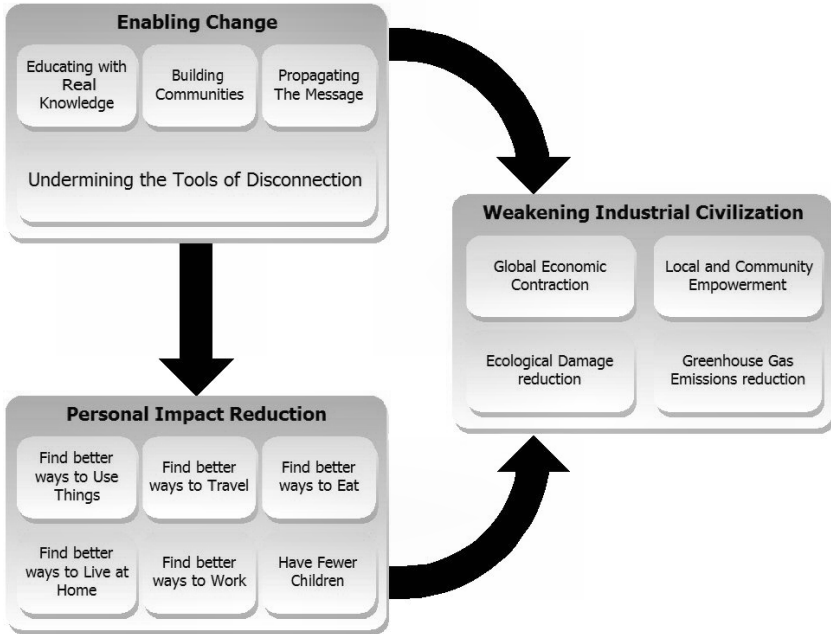 Enabling Change
Educating with
Real
Knowledge
Building
Communities
Propagating
The Message
Undermining the Tools of Disconnection
Weakening Industrial Civilization
Global Economic
Contraction
Local and Community
Empowerment
Ecological Damage
reduction
Greenhouse Gas
Emissions reduction
Personal Impact Reduction
Find better
ways to Use
Things
Find better
ways to Travel
Find better
ways to Eat
Find better
ways to Live at
Home
Find better
ways to Work
Have Fewer
Children